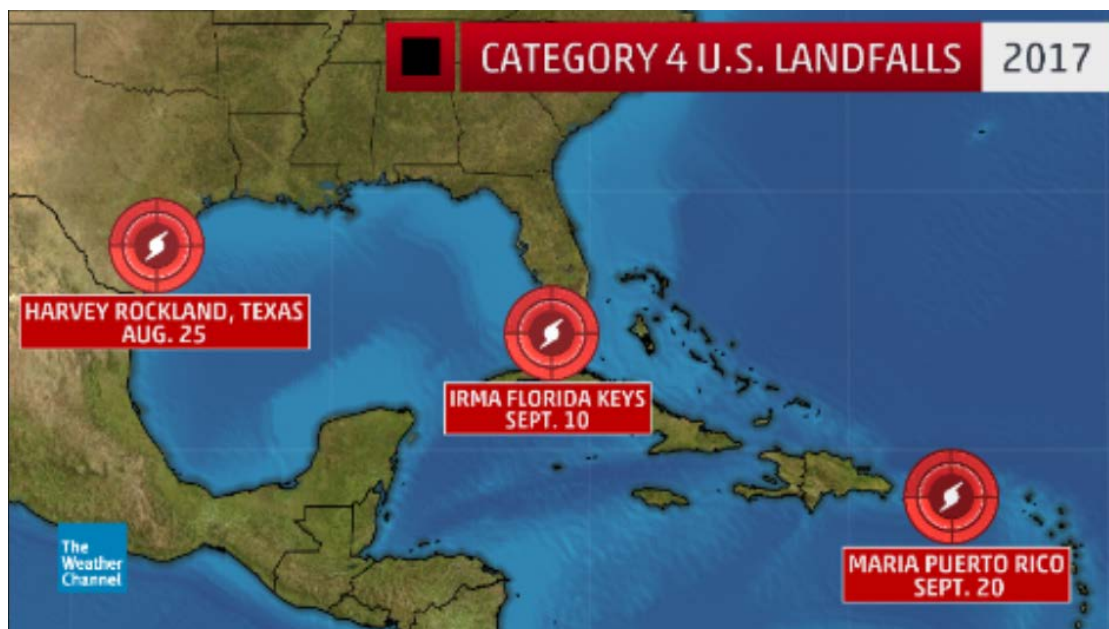 CATEGORY 4 U.S. LANDFALLS 2017
HARVEY ROCKLAND, TEXAS
AUG. 25
IRMA FLORIDA KEYS
SEPT. 10
MARIA PUERTO RICO
SEPT. 20
The
Weather
Channel